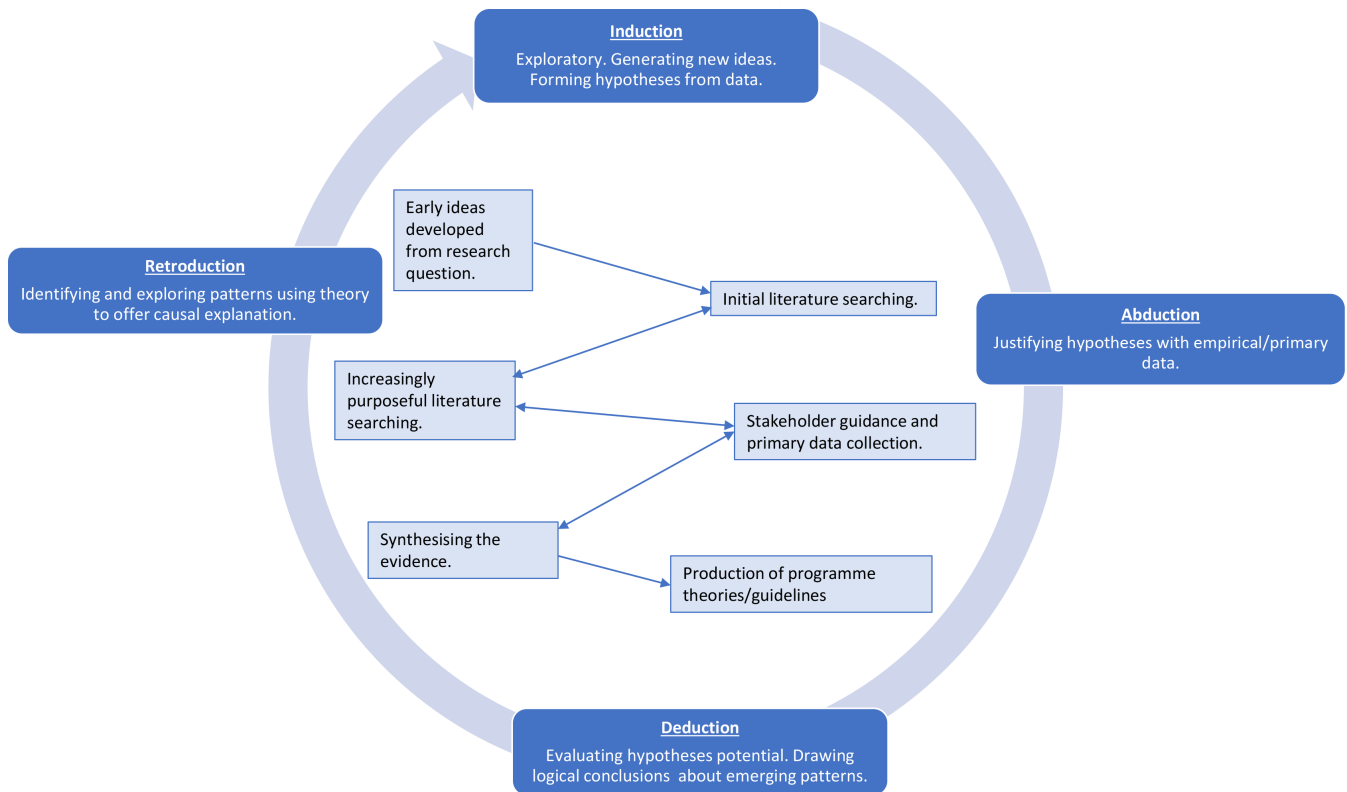 Induction
Exploratory. Generating new ideas.
Forming hypotheses from data.
Early ideas
developed
from research
question.
Retroduction
Identifying and exploring patterns using theory
to offer causal explanation.
Initial literature searching.
Abduction
Justifying hypotheses with empirical/primary
data.
Increasingly
purposeful literature
searching.
Stakeholder guidance and
primary data collection.
Synthesising the
evidence.
Production of programme
theories/guidelines
Deduction
Evaluating hypotheses potential. Drawing
logical conclusions about emerging patterns.